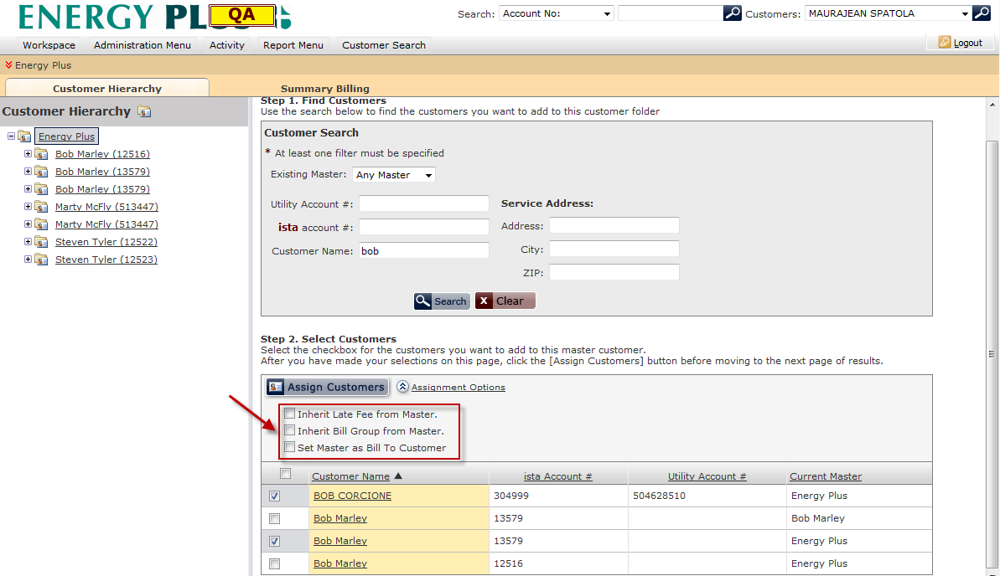 ENERGY PL QA S
Search: Account No: Customers: MAURAJEAN SPATOLA
Workspace Administration Menu Activity Report Menu Customer Search Logout
Energy Plus
Customer Hierarchy Summary Billing
Customer Hierarchy
Energy Plus
Bob Marley (12516)
Bob Marley (13579)
Bob Marley (13579)
Marty McFly (513447)
Marty McFly (513447)
Steven Tyler (12522)
Steven Tyler (12523)
Step 1. Find Customers
Use the search below to find the customers you want to add to this customer folder
Customer Search
* At least one filter must be specified
Existing Master: Any Master
Utility Account #: Service Address:
ista account #: Address:
Customer Name: bob City:
ZIP:
Search X Clear
Step 2. Select Customers
Select the checkbox for the customers you want to add to this master customer.
After you have made your selections on this page, click the [Assign Customers] button before moving to the next page of results.
Assign Customers Assignment Options
Inherit Late Fee from Master.
Inherit Bill Group from Master.
Set Master as Bill To Customer
Customer Name ▲ ista Account # Utility Account # Current Master
BOB CORCIONE 304999 504628510 Energy Plus
Bob Marley 13579 Bob Marley
Bob Marley 13579 Energy Plus
Bob Marley 12516 Energy Plus